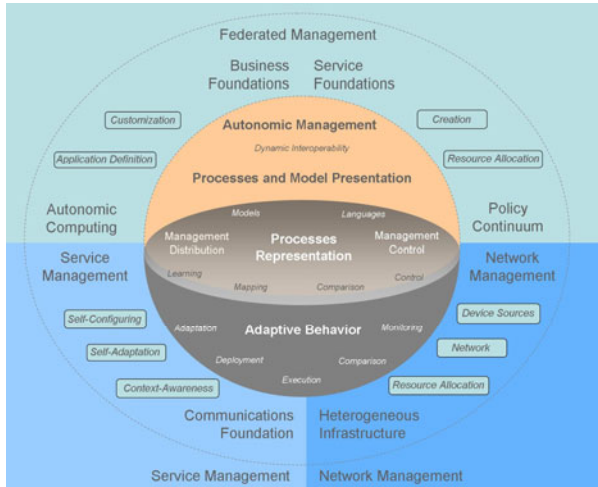 Federated Management
Business
Foundations
Service
Foundations
Customization
Autonomic Management
Creation
Dynamic Interoperability
Application Definition
Resource Allocation
Processes and Model Presentation
Models
Languages
Autonomic
Computing
Policy
Continuum
Management
Distribution
Processes
Representation
Management
Control
Service
Management
Network
Management
Learning
Mapping
Comparison
Control
Self-Configuring
Device Sources
Adaptation
Adaptive Behavior
Monitoring
Self-Adaptation
Network
Deployment
Comparison
Context-Awareness
Execution
Resource Allocation
Communications
Foundation
Heterogeneous
Infrastructure
Service Management
Network Management